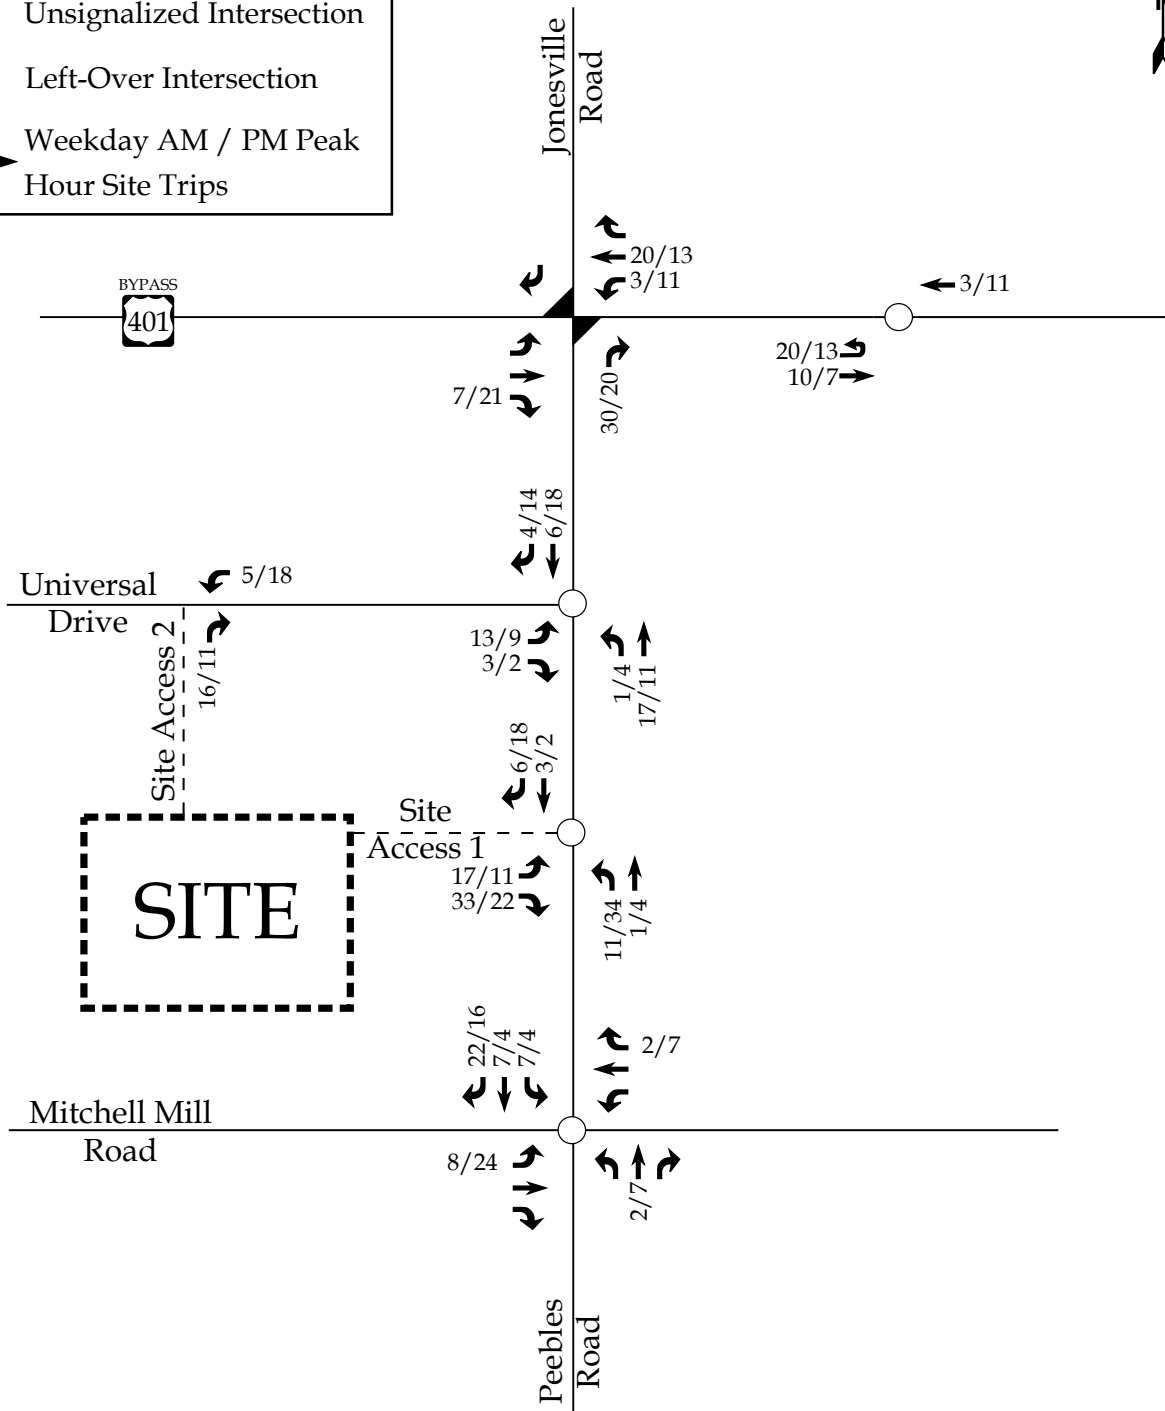 Unsignalized Intersection
Left-Over Intersection
Weekday AM / PM Peak
Hour Site Trips
Jonesville
Road
20/13
3/11
BYPASS
401
3/11
20/13
10/7
7/21
30/20
4/14
6/18
Universal
Drive
5/18
Site Access 2
16/11
13/9
3/2
1/4
17/11
6/18
3/2
Site
Access 1
17/11
33/22
11/34
1/4
SITE
22/16
7/4
7/4
2/7
Mitchell Mill
Road
8/24
2/7
Peebles
Road